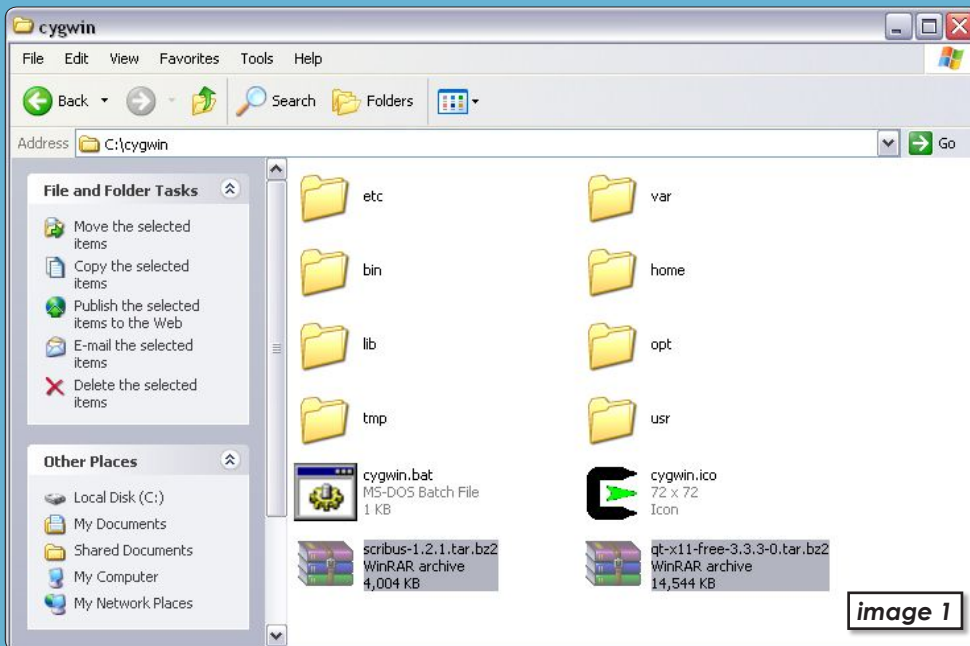 cygwin
File Edit View Favorites Tools Help
Back Search Folders
Address C:\cygwin Go
File and Folder Tasks
Move the selected
items
Copy the selected
items
Publish the selected
items to the Web
E-mail the selected
items
Delete the selected
items
Other Places
Local Disk (C:)
My Documents
Shared Documents
My Computer
My Network Places
etc
var
bin
home
lib
opt
tmp
usr
cygwin.bat
MS-DOS Batch File
1 KB
cygwin.ico
72 x 72
Icon
scribus-1.2.1.tar.bz2
WinRAR archive
4,004 KB
qt-x11-free-3.3.3-0.tar.bz2
WinRAR archive
14,544 KB
image 1